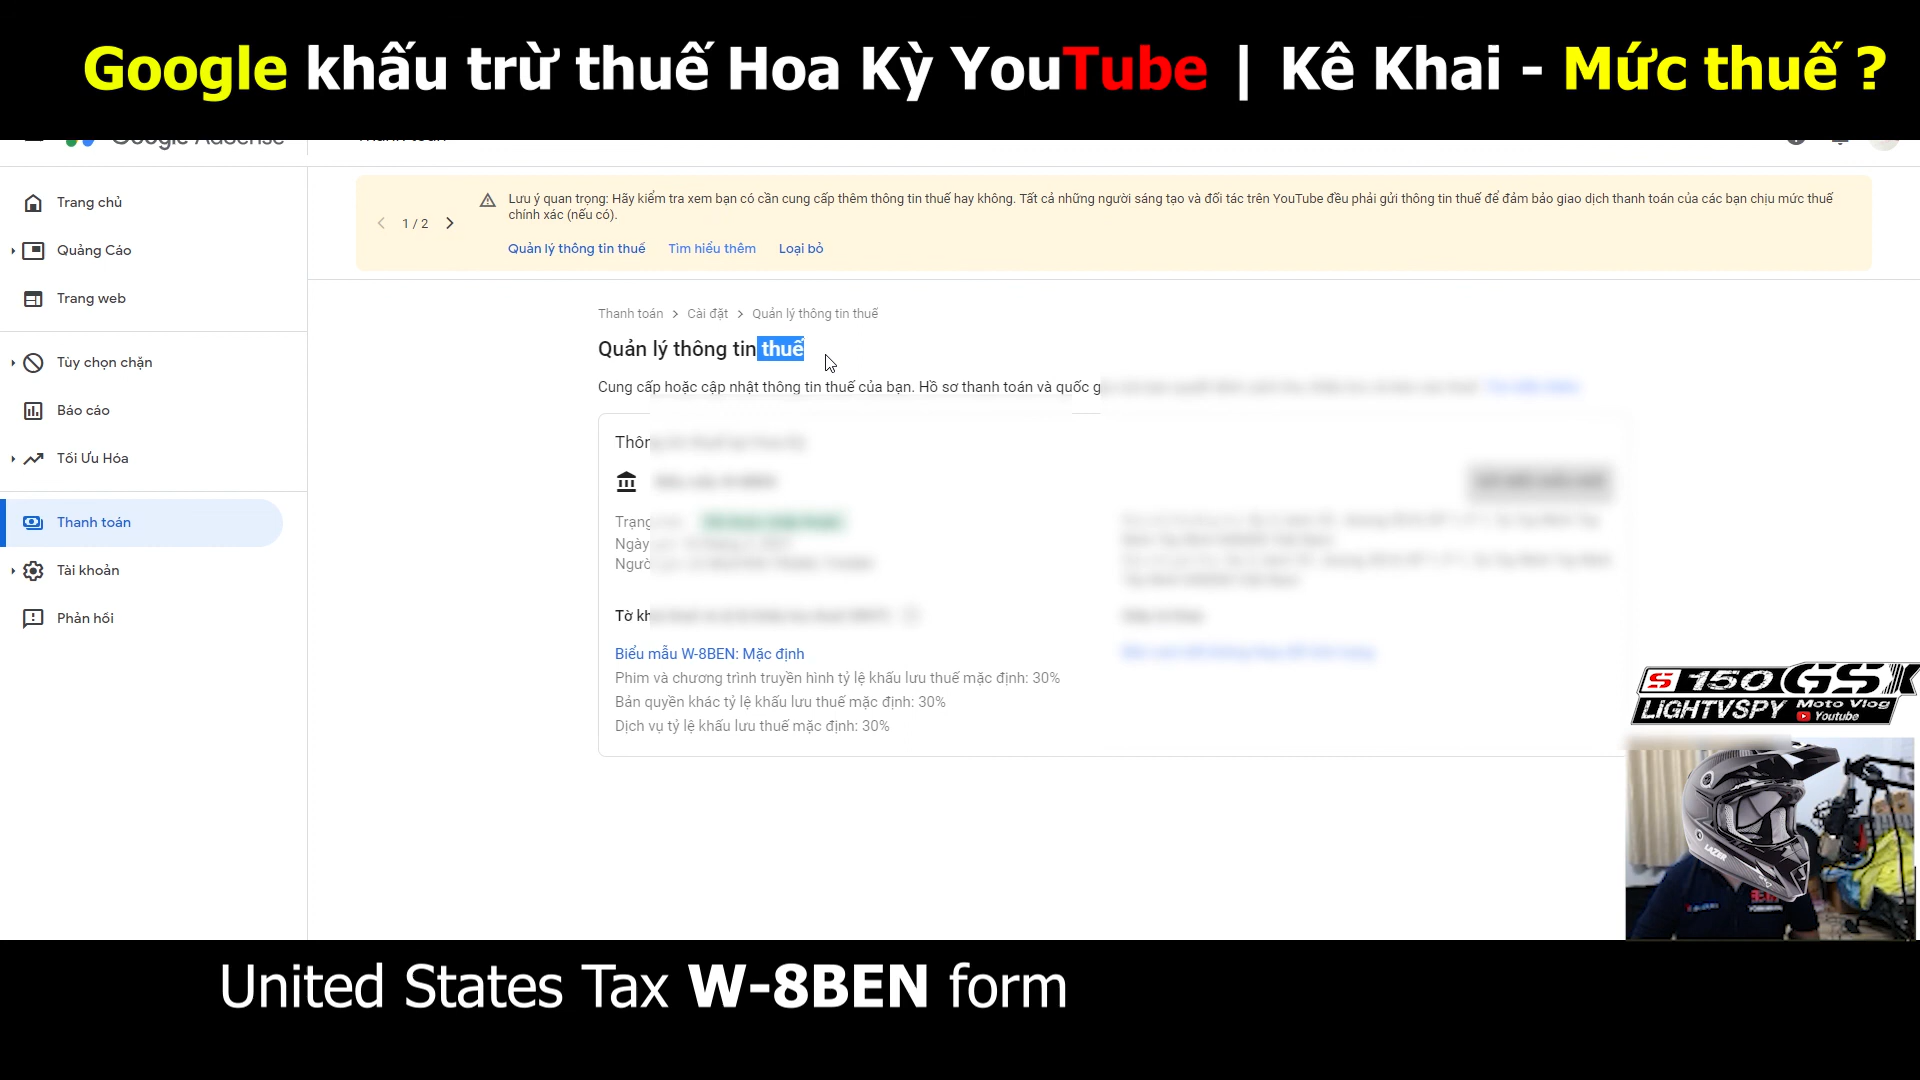 Google khấu trừ thuế Hoa Kỳ YouTube | Kê Khai - Mức thuế ?
Google AdSense
Thanh toán
Trang chủ
Quảng Cáo
Trang web
Tùy chọn chặn
Báo cáo
Tối Ưu Hóa
Thanh toán
Tài khoản
Phản hồi
1 / 2
Lưu ý quan trọng: Hãy kiểm tra xem bạn có cần cung cấp thêm thông tin thuế hay không. Tất cả những người sáng tạo và đối tác trên YouTube đều phải gửi thông tin thuế để đảm bảo giao dịch thanh toán của các bạn chịu mức thuế
chính xác (nếu có).
Quản lý thông tin thuế Tìm hiểu thêm Loại bỏ
Thanh toán > Cài đặt > Quản lý thông tin thuế
Quản lý thông tin thuế
Cung cấp hoặc cập nhật thông tin thuế của bạn. Hồ sơ thanh toán và quốc g
Biểu mẫu W-8BEN: Mặc định
Phim và chương trình truyền hình tỷ lệ khấu lưu thuế mặc định: 30%
Bản quyền khác tỷ lệ khấu lưu thuế mặc định: 30%
Dịch vụ tỷ lệ khấu lưu thuế mặc định: 30%
S 150 GSX
LiGHTVSPY Moto Vlog
Youtube
LAZER
United States Tax W-8BEN form